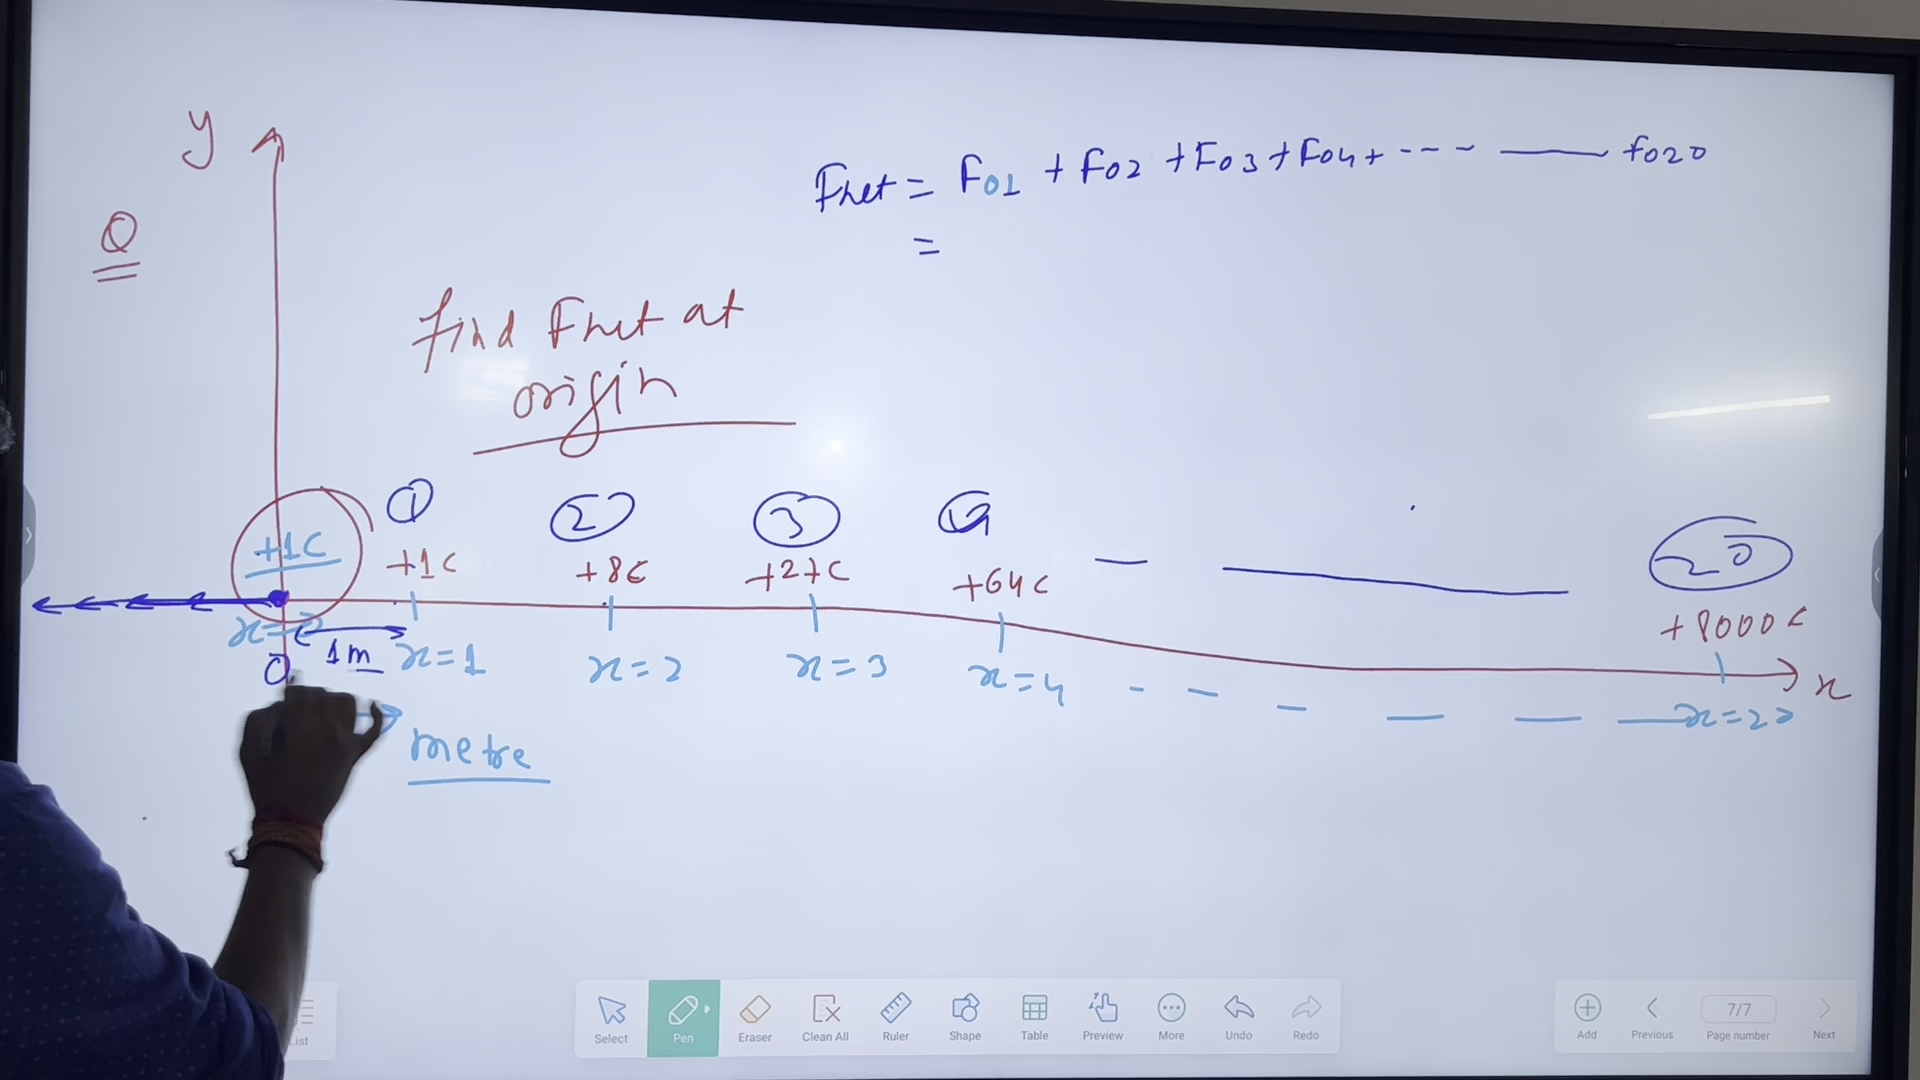 y
Q
Fnet = F01 + F02 + F03 + F04 + --- — f020
=
find Fnet at
origin
1 2 3 20
+1C +1C +8C +27C +64C — — +8000C
1m x=1 x=2 x=3 x=4 - - - — — — x=20 x
O
metre
List
Select Pen Eraser Clean All Ruler Shape Table Preview More Undo Redo
Add Previous 7/7 Page number Next